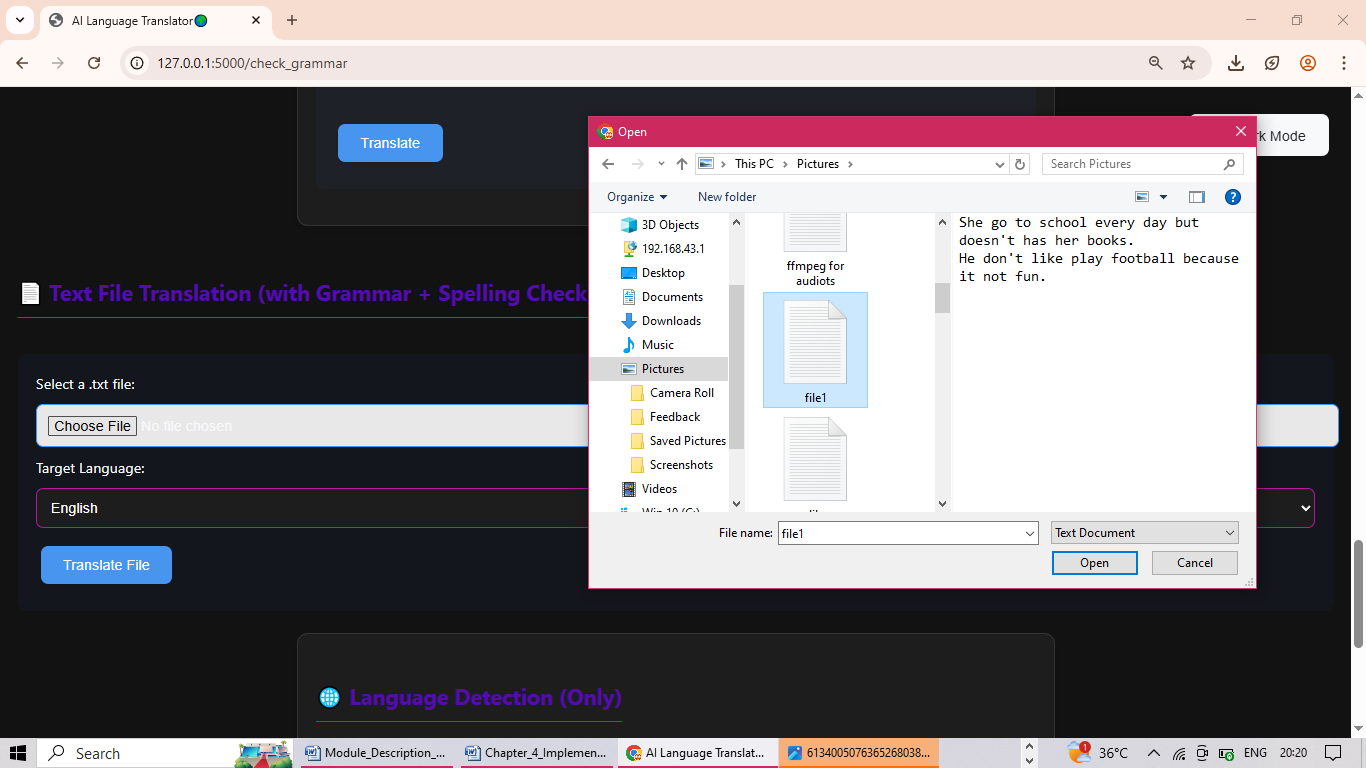 AI Language Translator
127.0.0.1:5000/check_grammar
Translate
rk Mode
Text File Translation (with Grammar + Spelling Check
Select a .txt file:
Choose File No file chosen
Target Language:
English
Translate File
Language Detection (Only)
Open
This PC > Pictures >
Search Pictures
Organize
New folder
3D Objects
192.168.43.1
Desktop
Documents
Downloads
Music
Pictures
Camera Roll
Feedback
Saved Pictures
Screenshots
Videos
ffmpeg for
audiots
file1
She go to school every day but
doesn't has her books.
He don't like play football because
it not fun.
File name: file1
Text Document
Open
Cancel
Search
Module_Description_...
Chapter_4_Implemen...
AI Language Translat...
6134005076365268038...
1
36°C
ENG
20:20